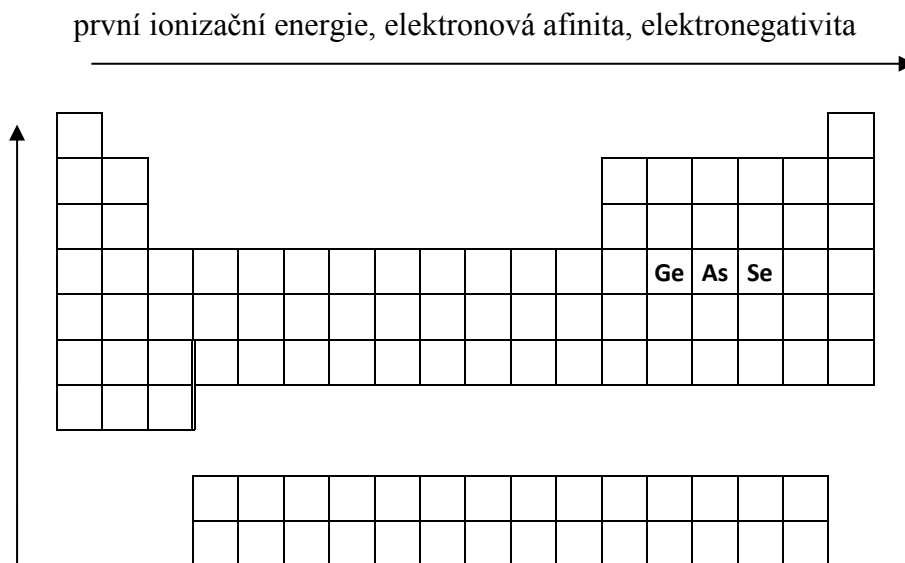 první ionizační energie, elektronová afinita, elektronegativita
Ge As Se